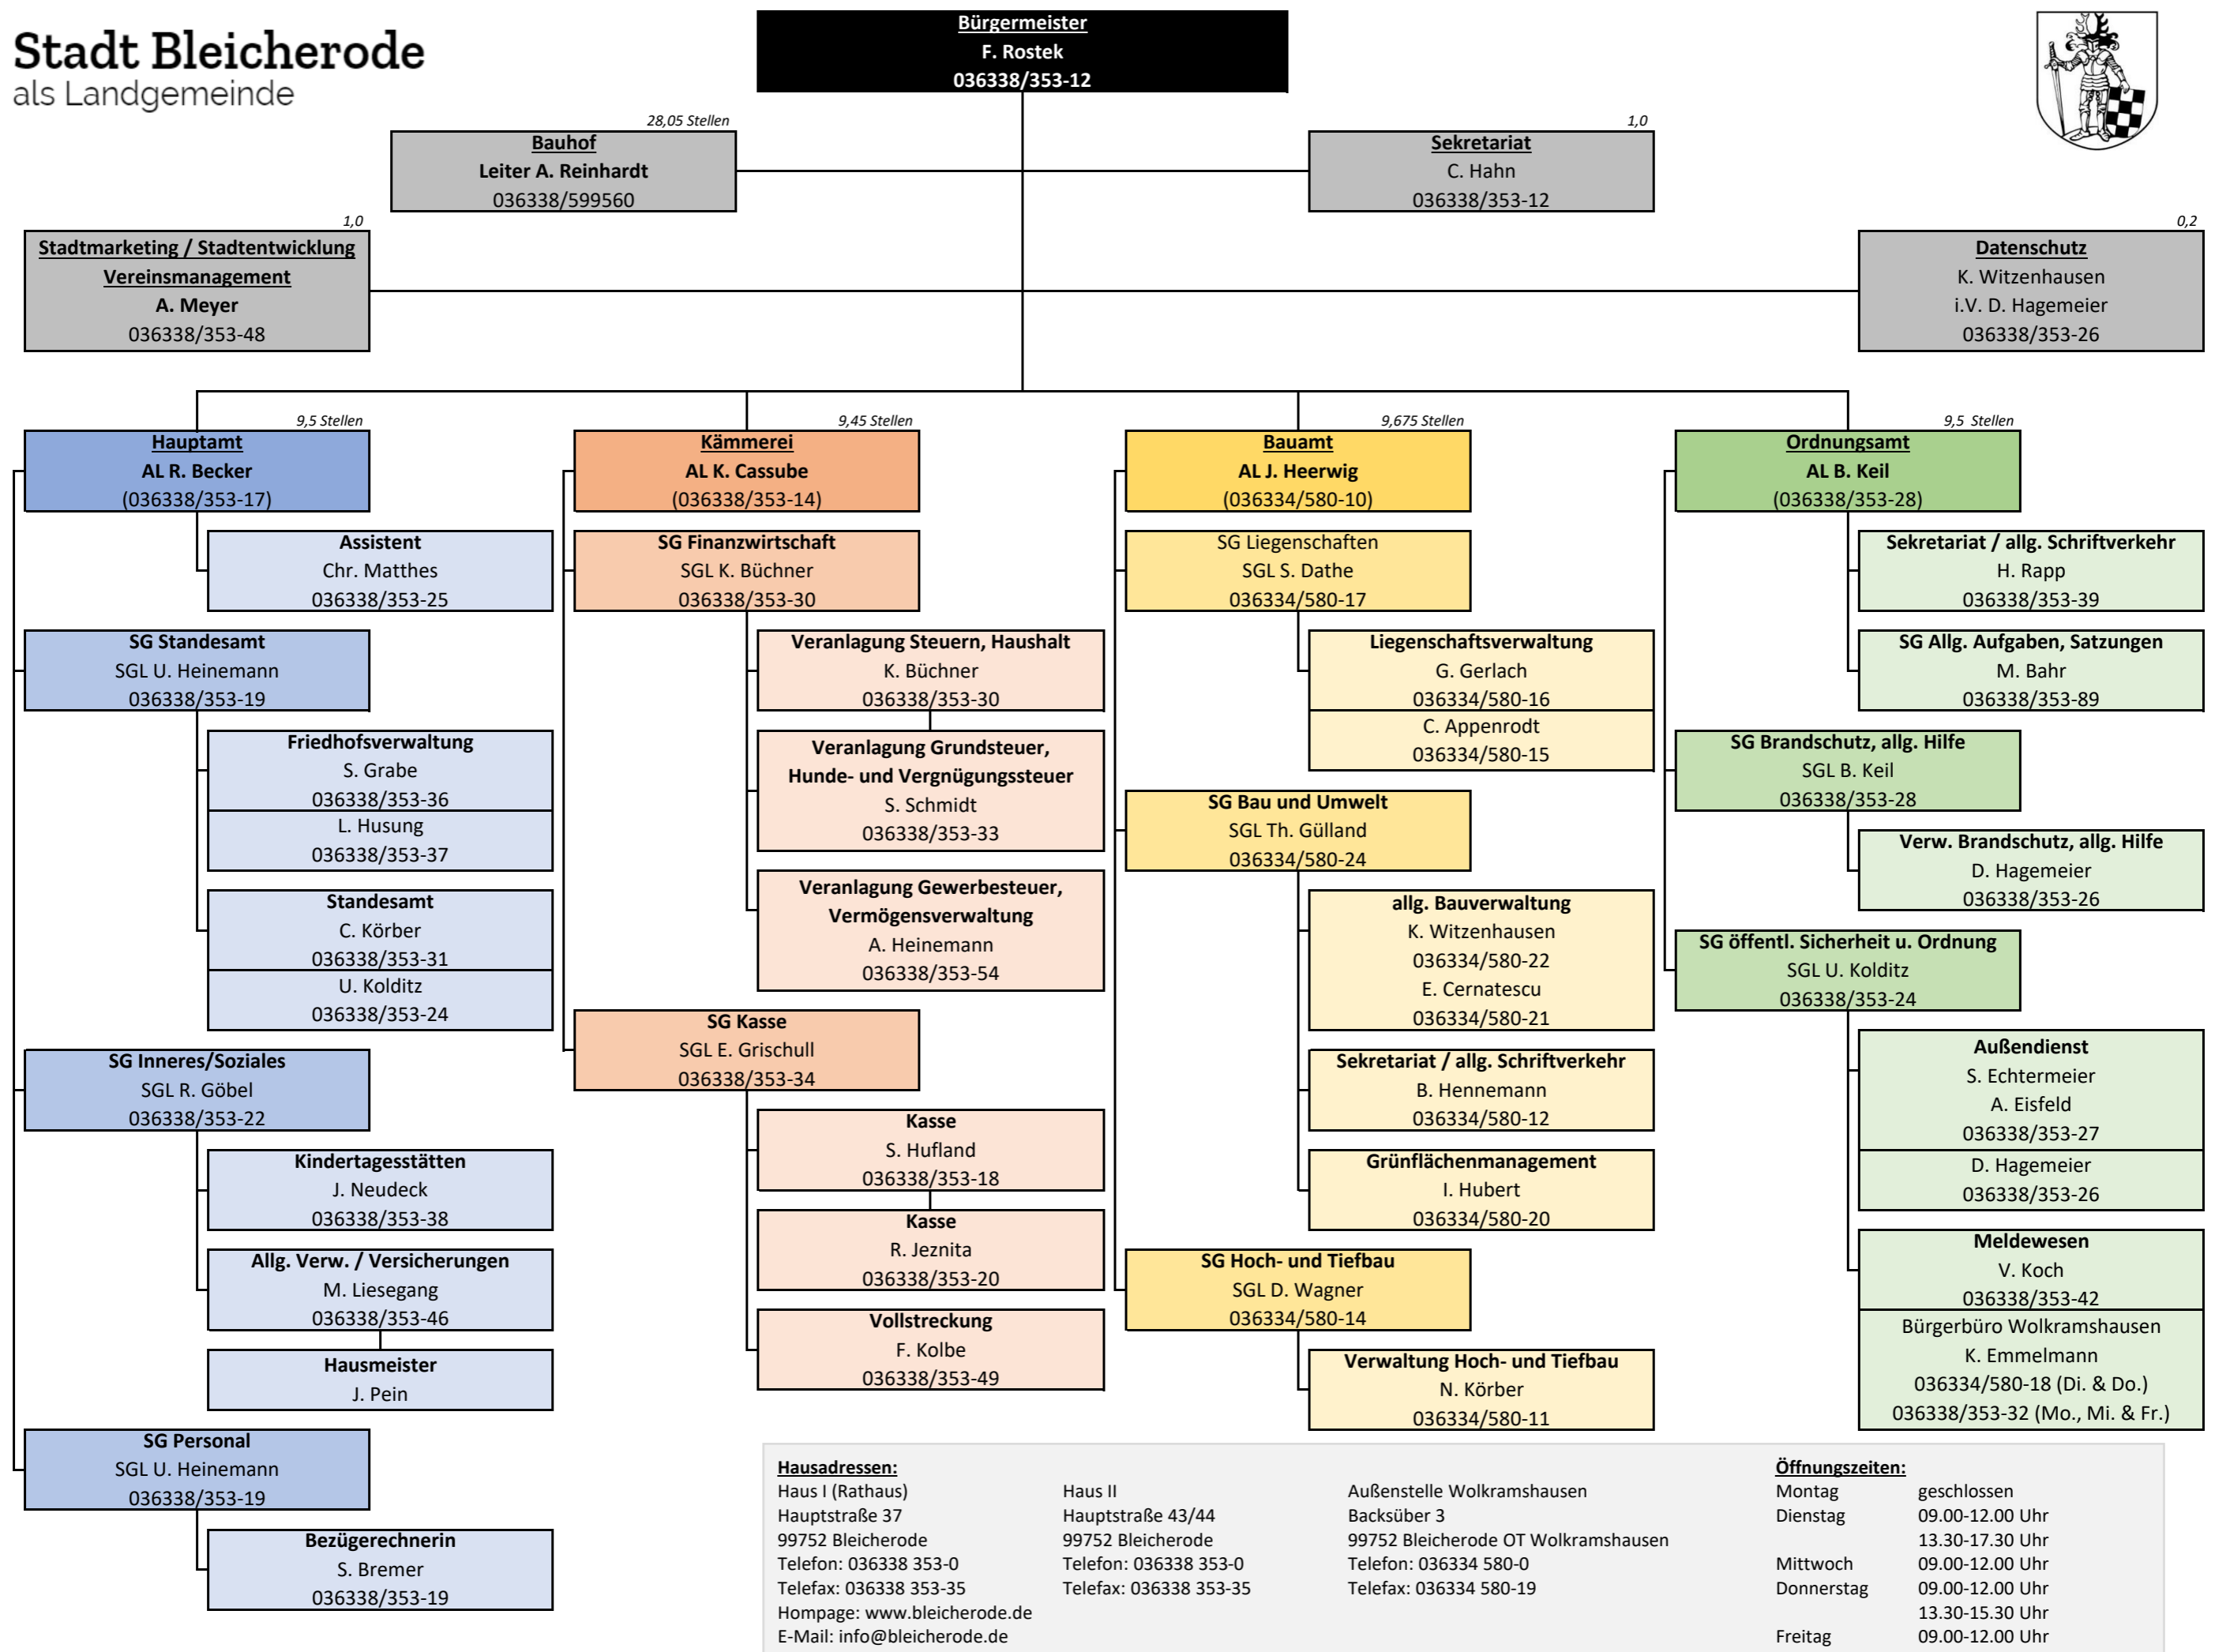 Stadt Bleicherode
als Landgemeinde
Bürgermeister
F. Rostek
036338/353-12
28,05 Stellen
Bauhof
Leiter A. Reinhardt
036338/599560
1,0
Sekretariat
C. Hahn
036338/353-12
1,0
Stadtmarketing / Stadtentwicklung
Vereinsmanagement
A. Meyer
036338/353-48
0,2
Datenschutz
K. Witzenhausen
i.V. D. Hagemeier
036338/353-26
9,5 Stellen
Hauptamt
AL R. Becker
(036338/353-17)
Assistent
Chr. Matthes
036338/353-25
SG Standesamt
SGL U. Heinemann
036338/353-19
Friedhofsverwaltung
S. Grabe
036338/353-36
L. Husung
036338/353-37
Standesamt
C. Körber
036338/353-31
U. Kolditz
036338/353-24
SG Inneres/Soziales
SGL R. Göbel
036338/353-22
Kindertagesstätten
J. Neudeck
036338/353-38
Allg. Verw. / Versicherungen
M. Liesegang
036338/353-46
Hausmeister
J. Pein
SG Personal
SGL U. Heinemann
036338/353-19
Bezügerechnerin
S. Bremer
036338/353-19
9,45 Stellen
Kämmerei
AL K. Cassube
(036338/353-14)
SG Finanzwirtschaft
SGL K. Büchner
036338/353-30
Veranlagung Steuern, Haushalt
K. Büchner
036338/353-30
Veranlagung Grundsteuer,
Hunde- und Vergnügungssteuer
S. Schmidt
036338/353-33
Veranlagung Gewerbesteuer,
Vermögensverwaltung
A. Heinemann
036338/353-54
SG Kasse
SGL E. Grischull
036338/353-34
Kasse
S. Hufland
036338/353-18
Kasse
R. Jeznita
036338/353-20
Vollstreckung
F. Kolbe
036338/353-49
9,675 Stellen
Bauamt
AL J. Heerwig
(036334/580-10)
SG Liegenschaften
SGL S. Dathe
036334/580-17
Liegenschaftsverwaltung
G. Gerlach
036334/580-16
C. Appenrodt
036334/580-15
SG Bau und Umwelt
SGL Th. Gülland
036334/580-24
allg. Bauverwaltung
K. Witzenhausen
036334/580-22
E. Cernatescu
036334/580-21
Sekretariat / allg. Schriftverkehr
B. Hennemann
036334/580-12
Grünflächenmanagement
I. Hubert
036334/580-20
SG Hoch- und Tiefbau
SGL D. Wagner
036334/580-14
Verwaltung Hoch- und Tiefbau
N. Körber
036334/580-11
9,5 Stellen
Ordnungsamt
AL B. Keil
(036338/353-28)
Sekretariat / allg. Schriftverkehr
H. Rapp
036338/353-39
SG Allg. Aufgaben, Satzungen
M. Bahr
036338/353-89
SG Brandschutz, allg. Hilfe
SGL B. Keil
036338/353-28
Verw. Brandschutz, allg. Hilfe
D. Hagemeier
036338/353-26
SG öffentl. Sicherheit u. Ordnung
SGL U. Kolditz
036338/353-24
Außendienst
S. Echtermeier
A. Eisfeld
036338/353-27
D. Hagemeier
036338/353-26
Meldewesen
V. Koch
036338/353-42
Bürgerbüro Wolkramshausen
K. Emmelmann
036334/580-18 (Di. & Do.)
036338/353-32 (Mo., Mi. & Fr.)
Hausadressen:
Haus I (Rathaus)
Hauptstraße 37
99752 Bleicherode
Telefon: 036338 353-0
Telefax: 036338 353-35
Hompage: www.bleicherode.de
E-Mail: info@bleicherode.de
Haus II
Hauptstraße 43/44
99752 Bleicherode
Telefon: 036338 353-0
Telefax: 036338 353-35
Außenstelle Wolkramshausen
Backsüber 3
99752 Bleicherode OT Wolkramshausen
Telefon: 036334 580-0
Telefax: 036334 580-19
Öffnungszeiten:
Montag geschlossen
Dienstag 09.00-12.00 Uhr
13.30-17.30 Uhr
Mittwoch 09.00-12.00 Uhr
Donnerstag 09.00-12.00 Uhr
13.30-15.30 Uhr
Freitag 09.00-12.00 Uhr